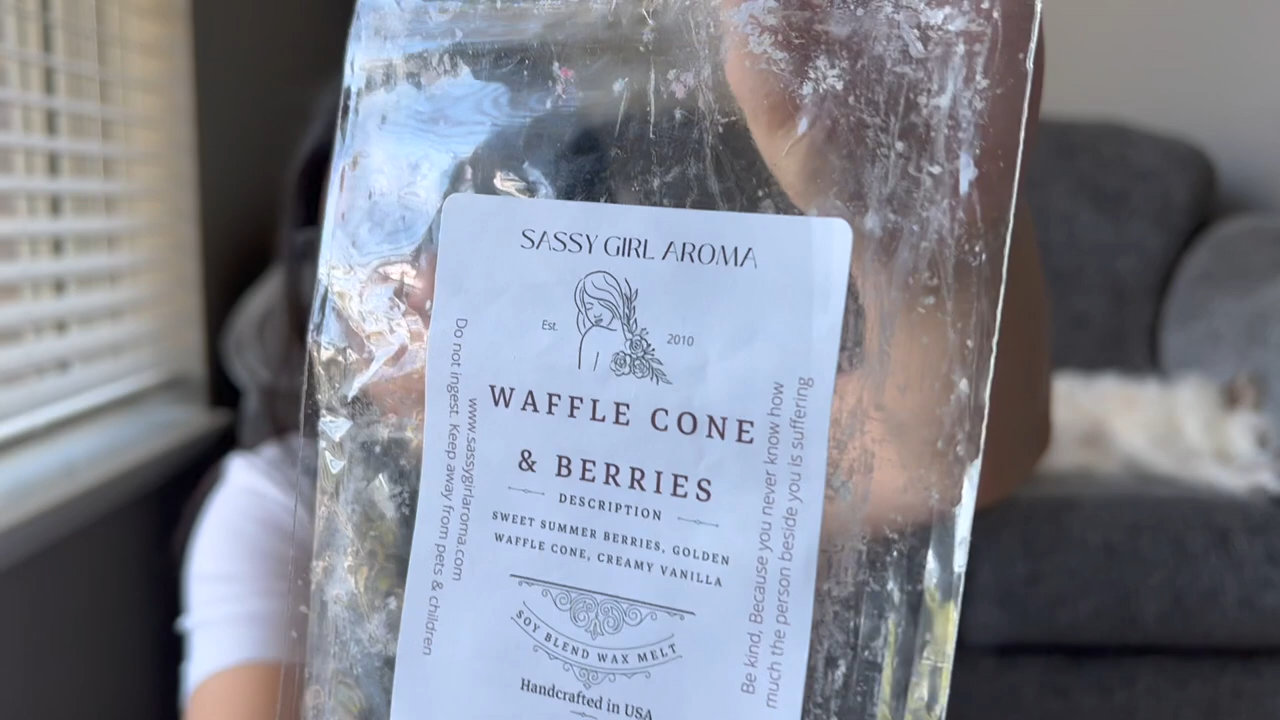 SASSY GIRL AROMA
Est. 2010
WAFFLE CONE
& BERRIES
DESCRIPTION
SWEET SUMMER BERRIES, GOLDEN
WAFFLE CONE, CREAMY VANILLA
SOY BLEND WAX MELT
Handcrafted in USA
www.sassygirlaroma.com
Do not ingest. Keep away from pets & children
Be kind, Because you never know how
much the person beside you is suffering